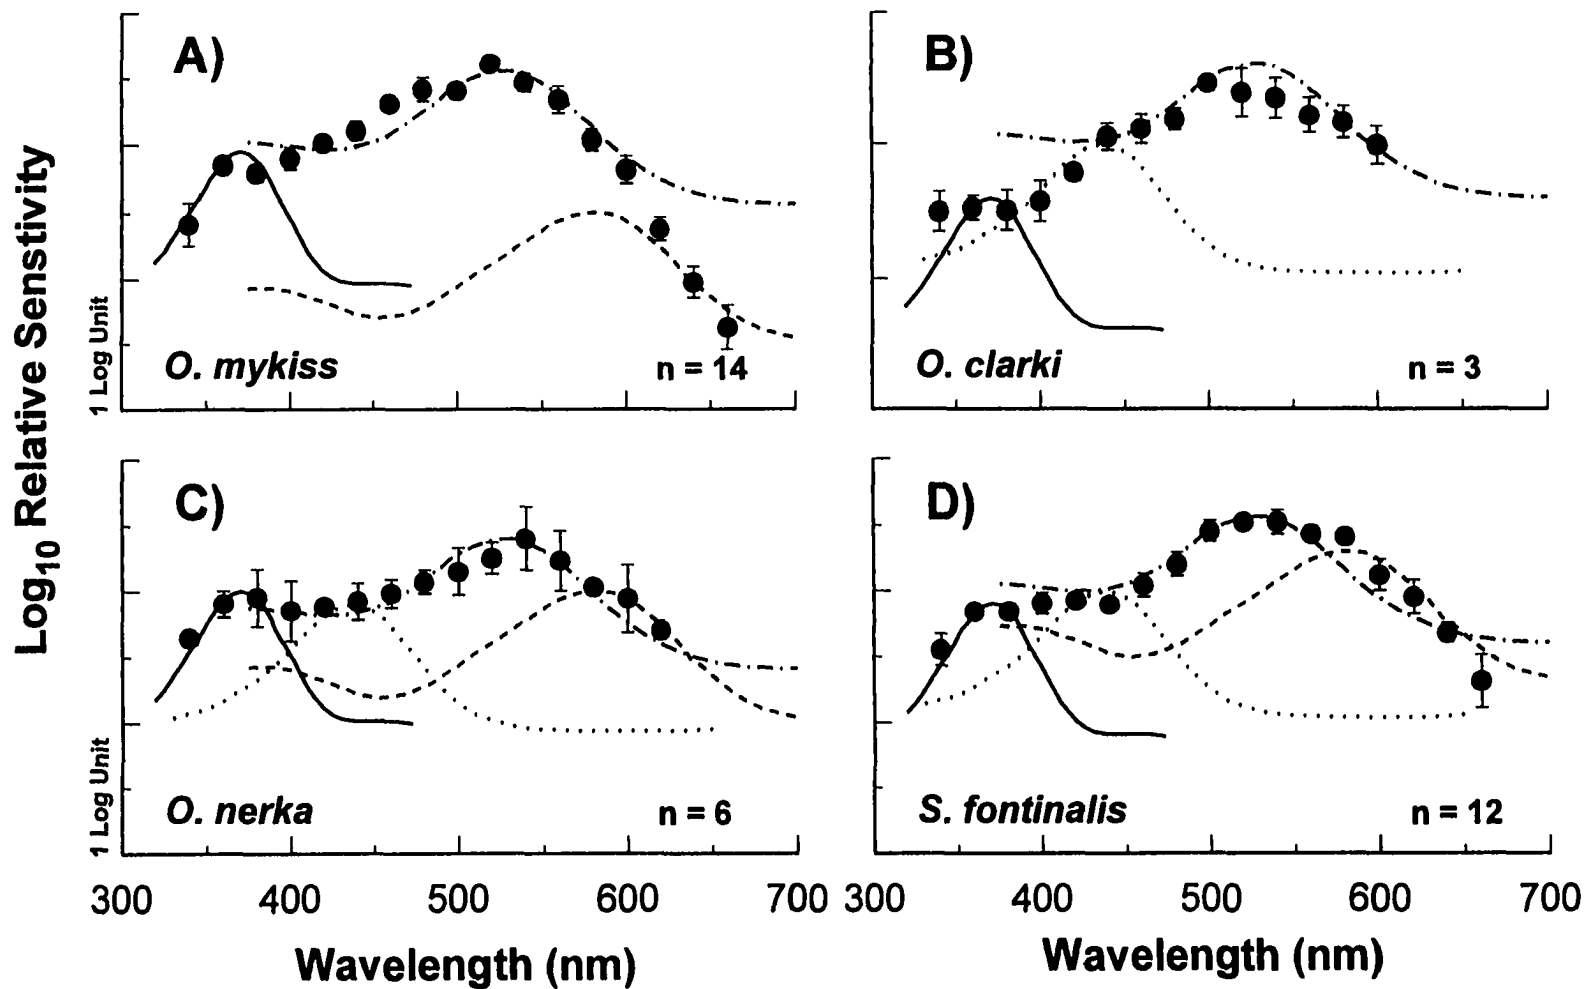 Log10 Relative Senstivity
A)
1 Log Unit
O. mykiss
n = 14
B)
O. clarki
n = 3
C)
1 Log Unit
O. nerka
n = 6
D)
S. fontinalis
n = 12
300 400 500 600 700
300 400 500 600 700
Wavelength (nm)
Wavelength (nm)